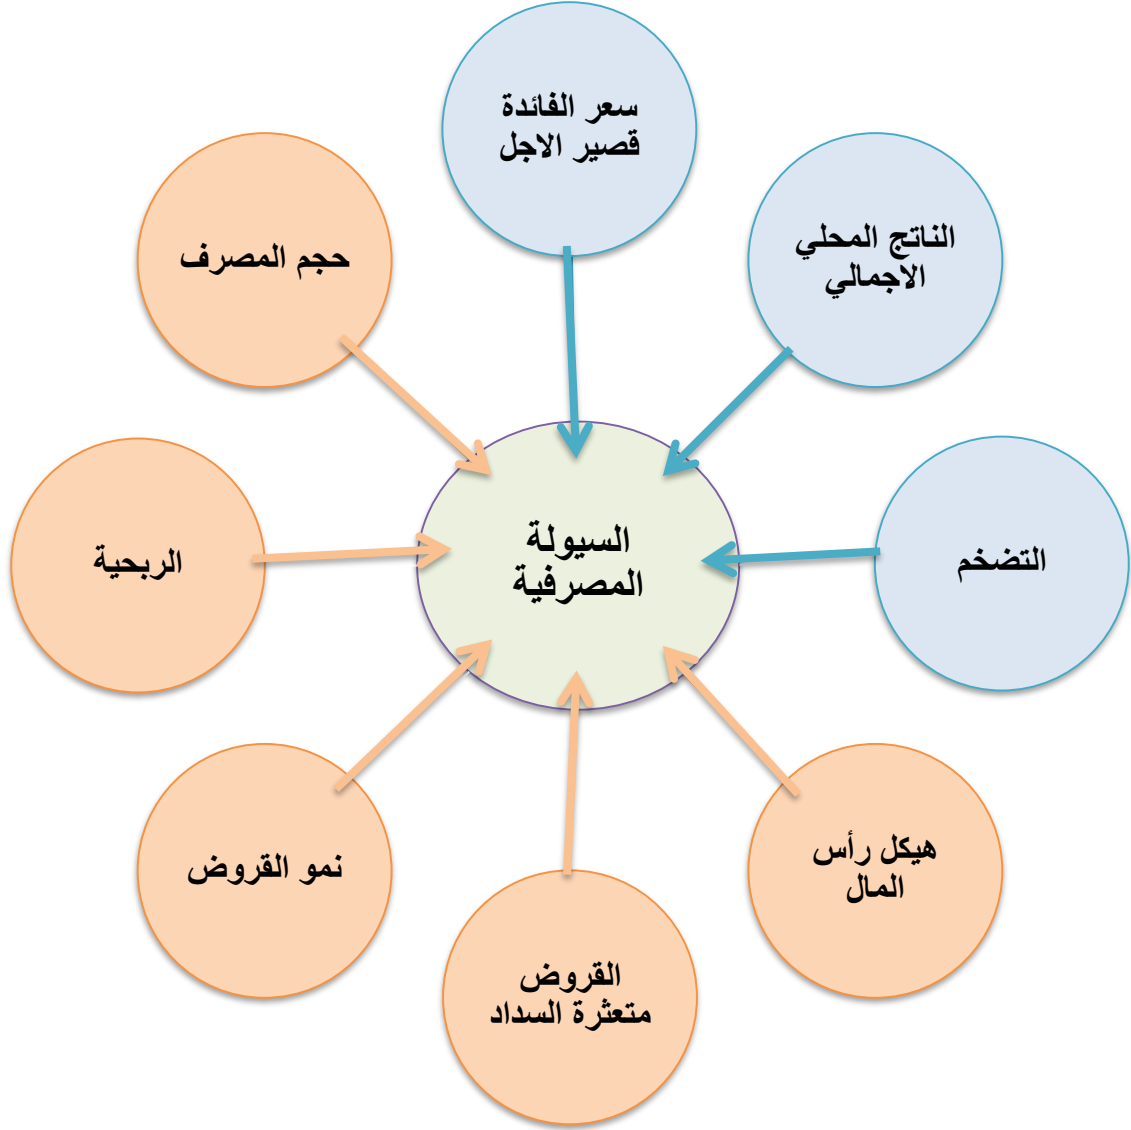 سعر الفائدة
قصير الاجل
الناتج المحلي
الاجمالي
حجم المصرف
السيولة
المصرفية
التضخم
الربحية
هيكل رأس
المال
نمو القروض
القروض
متعثرة السداد